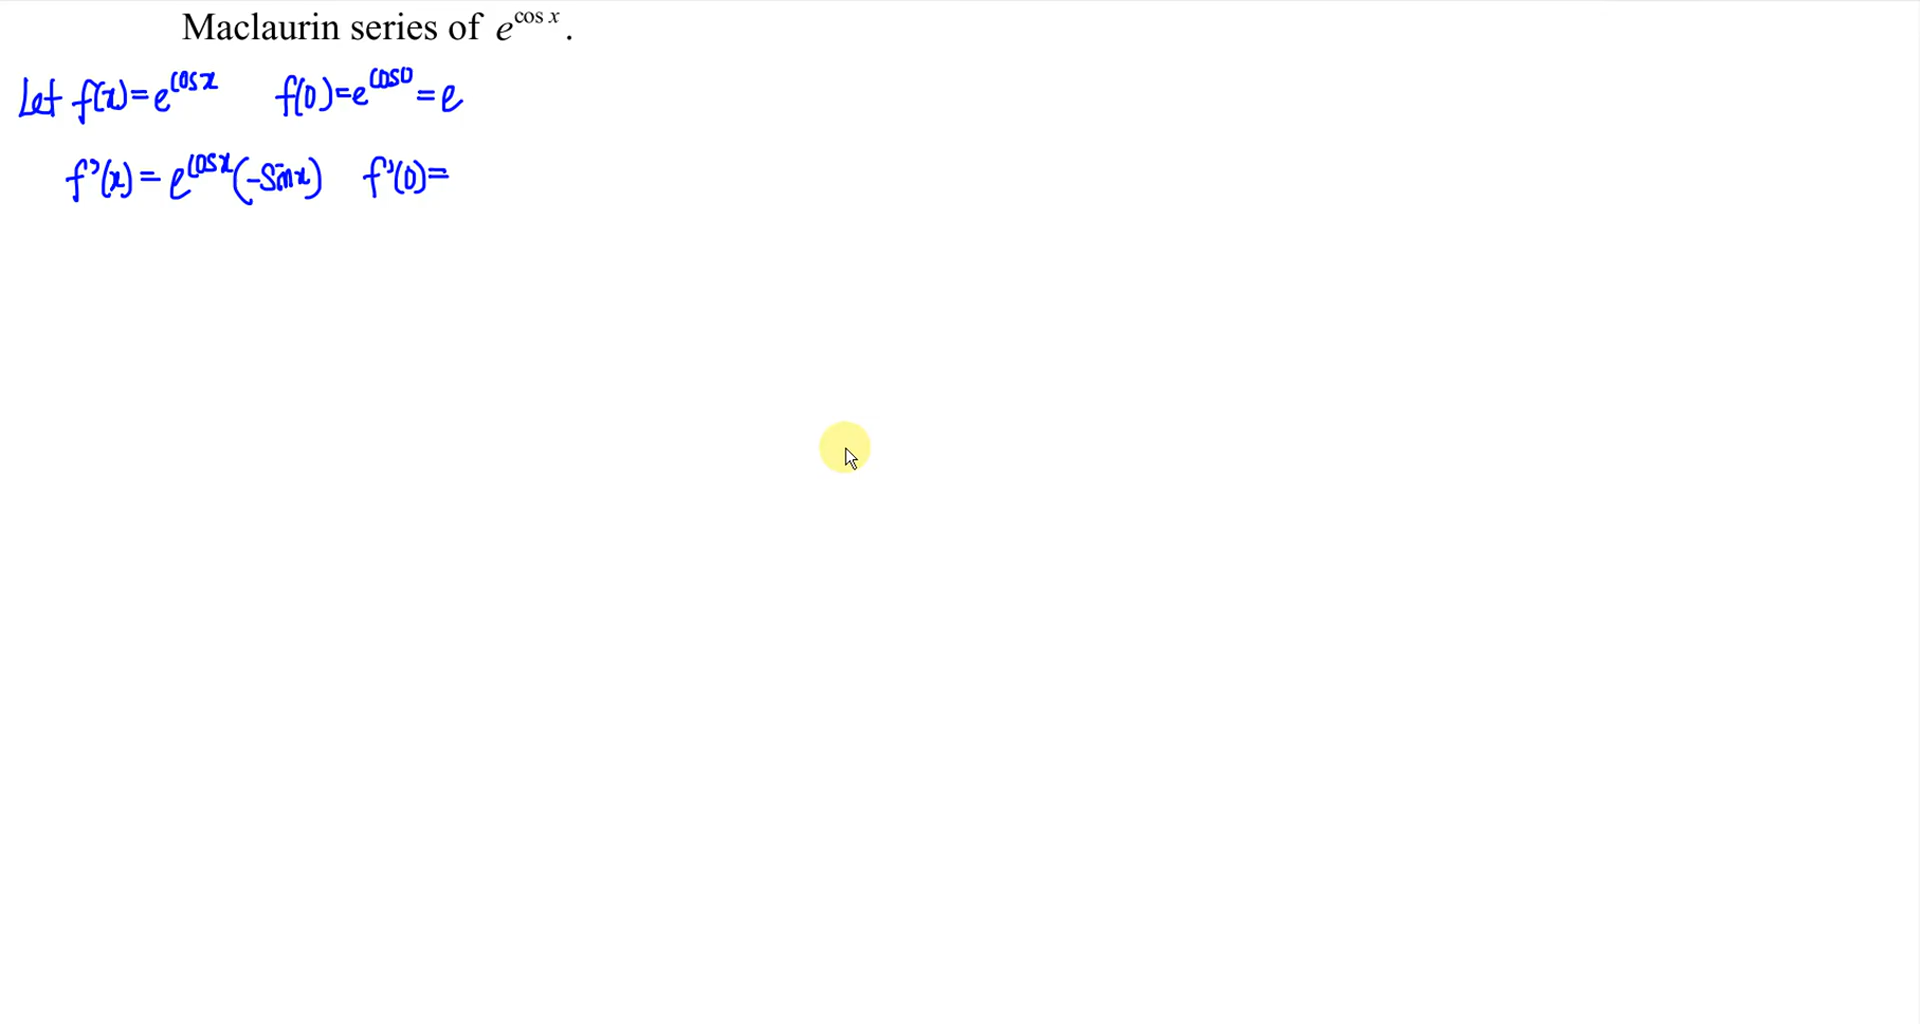 Maclaurin series of e^{cos x}.
Let f(x)=e^{cos x} f(0)=e^{cos 0}=e
f'(x)=e^{cos x}(-sin x) f'(0)=